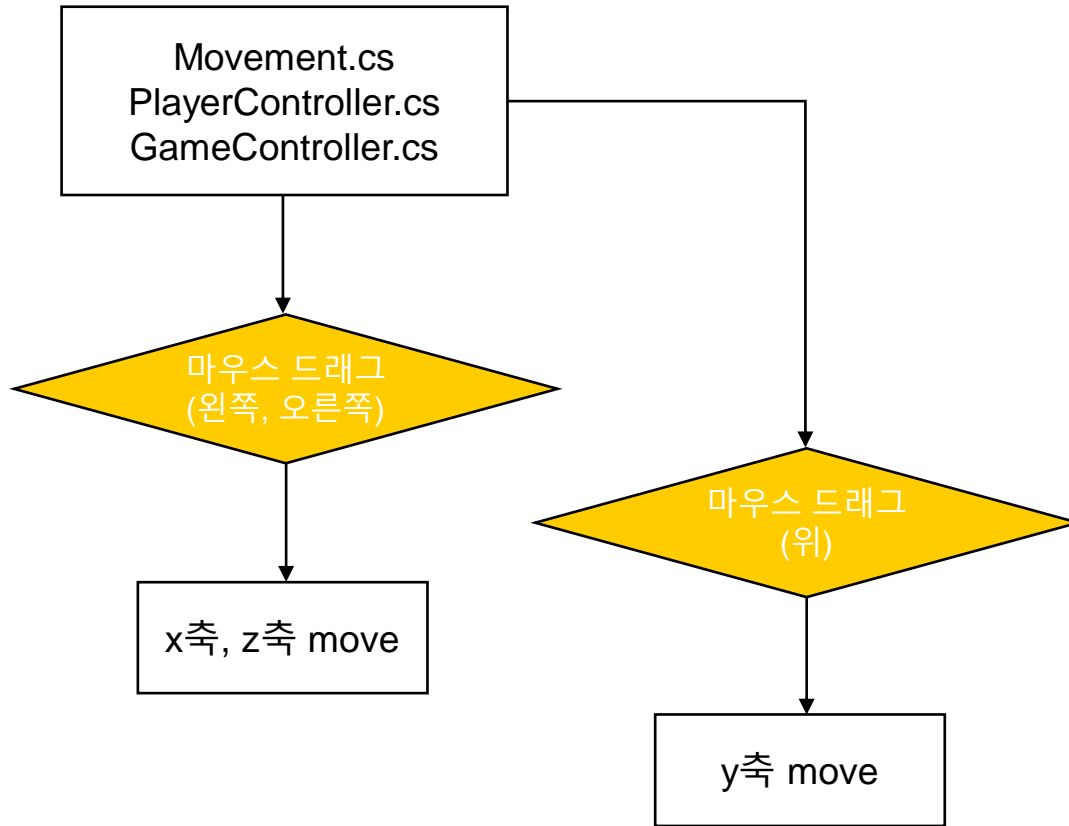 Movement.cs
PlayerController.cs
GameController.cs
마우스 드래그
(왼쪽, 오른쪽)
마우스 드래그
(위)
x축, z축 move
y축 move